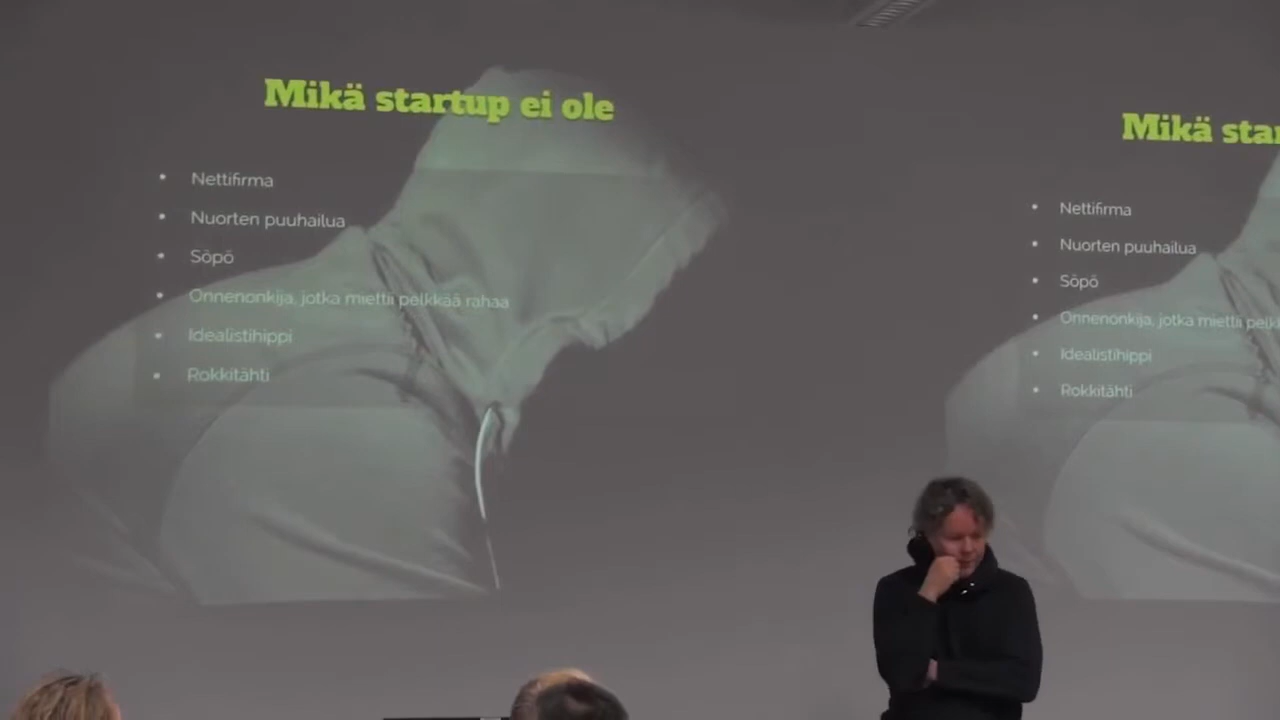 Mikä startup ei ole
• Nettifirma
• Nuorten puuhailua
• Söpö
• Onnenonkija, jotka miettii pelkkää rahaa
• Idealistihippi
• Rokkitähti
Mikä star
• Nettifirma
• Nuorten puuhailua
• Söpö
• Onnenonkija, jotka miettii pelk
• Idealistihippi
• Rokkitähti